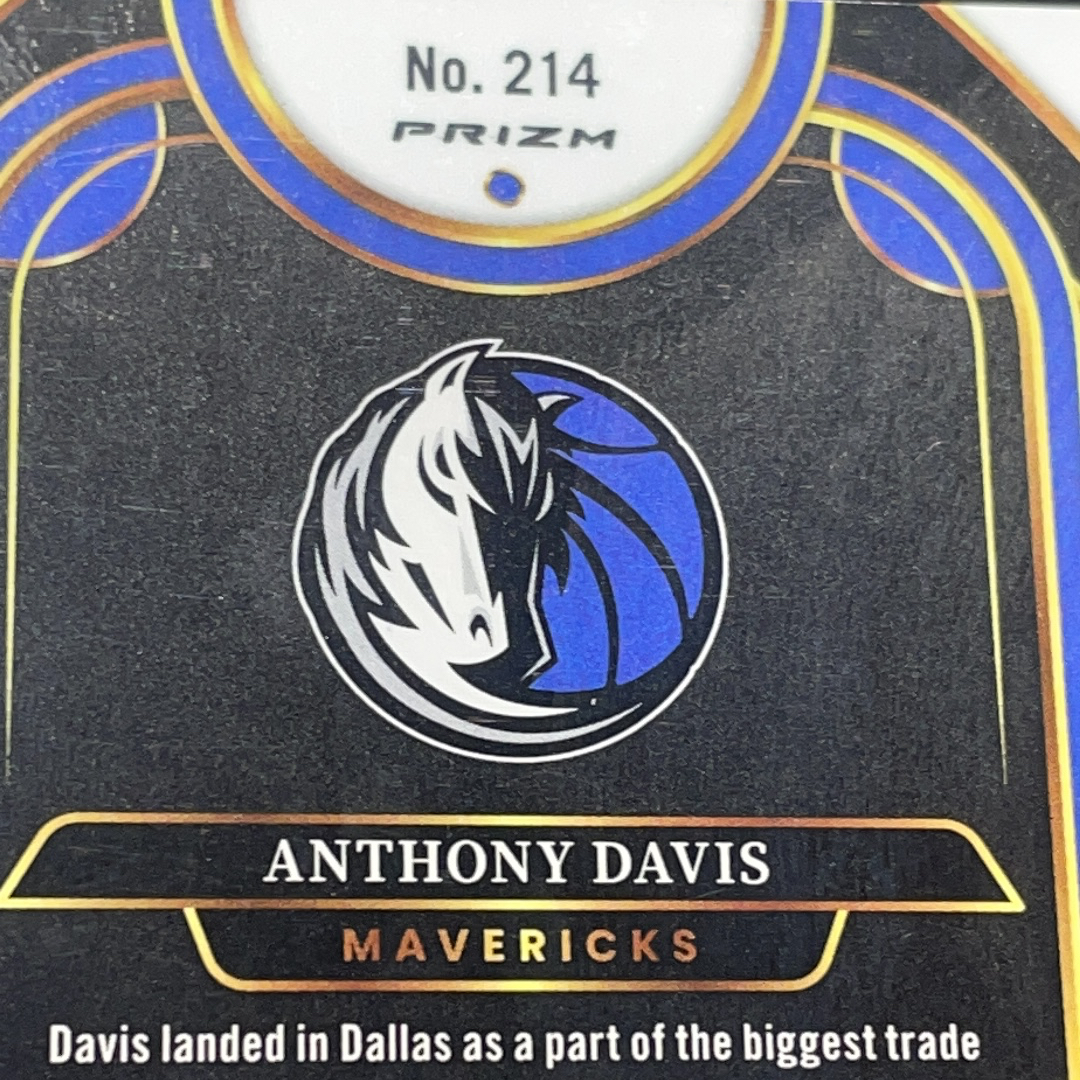 No. 214
PRIZM
ANTHONY DAVIS
MAVERICKS
Davis landed in Dallas as a part of the biggest trade